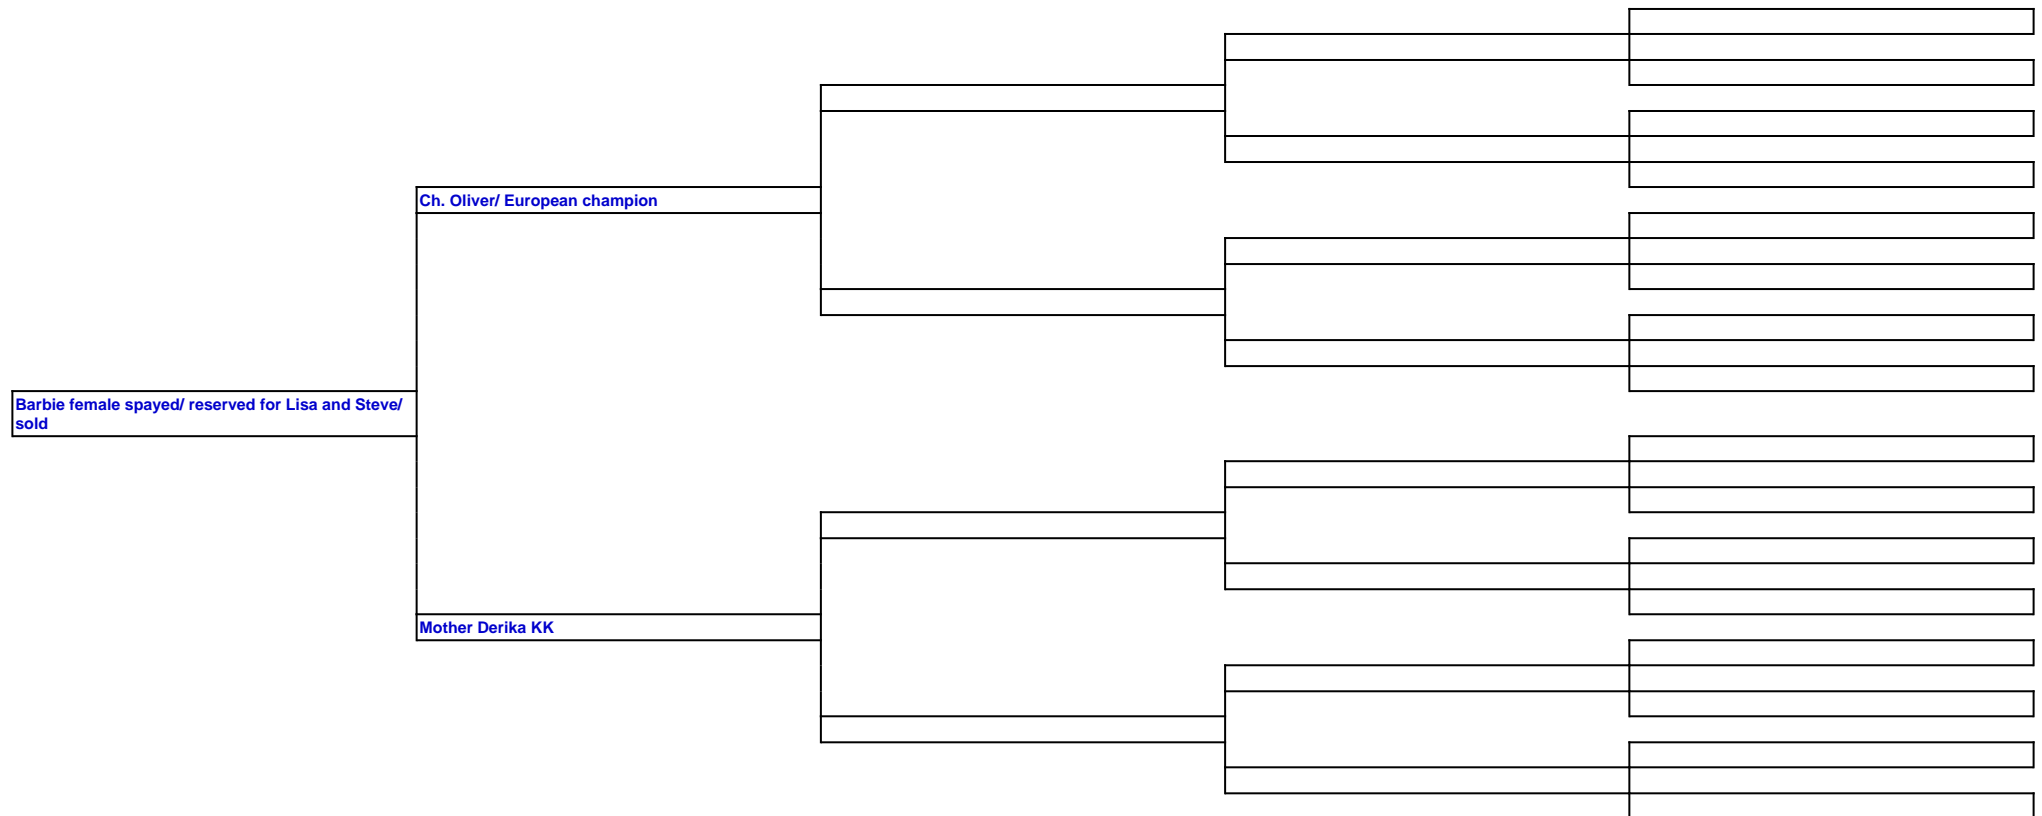 Ch. Oliver/ European champion
Barbie female spayed/ reserved for Lisa and Steve/
sold
Mother Derika KK